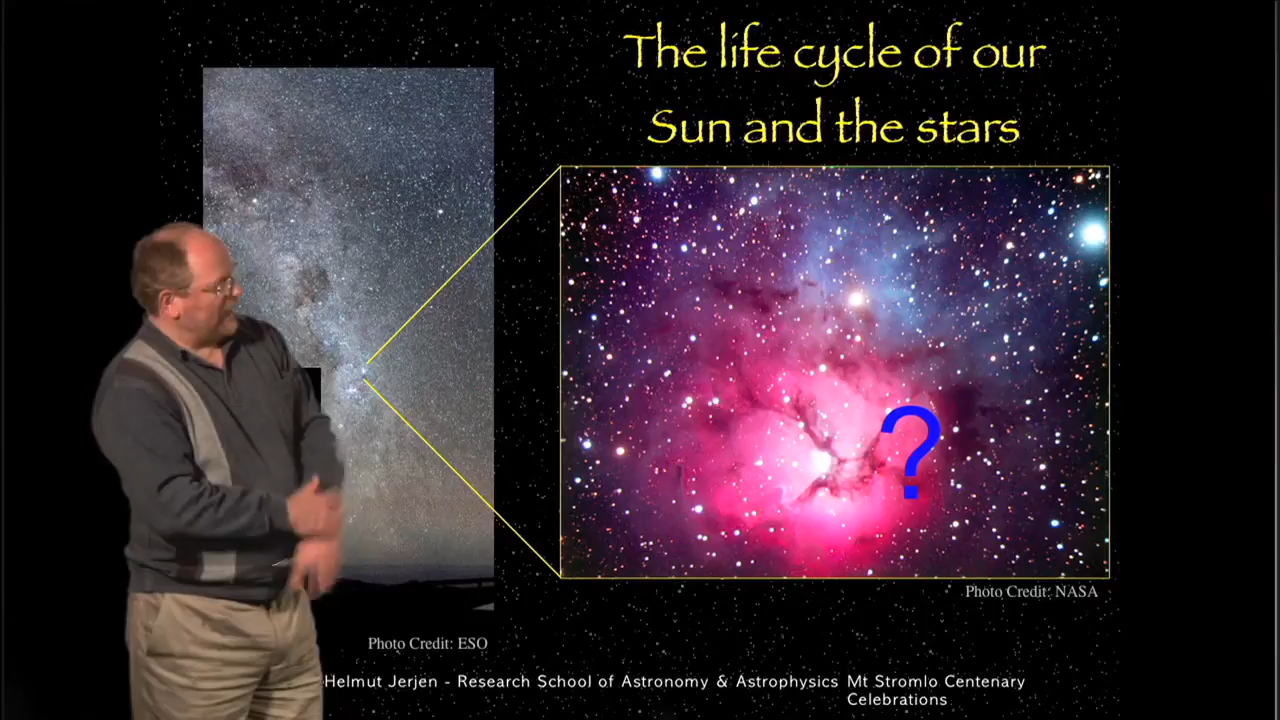 The life cycle of our
Sun and the stars
?
Photo Credit: NASA
Photo Credit: ESO
Helmut Jerjen - Research School of Astronomy & Astrophysics
Mt Stromlo Centenary
Celebrations